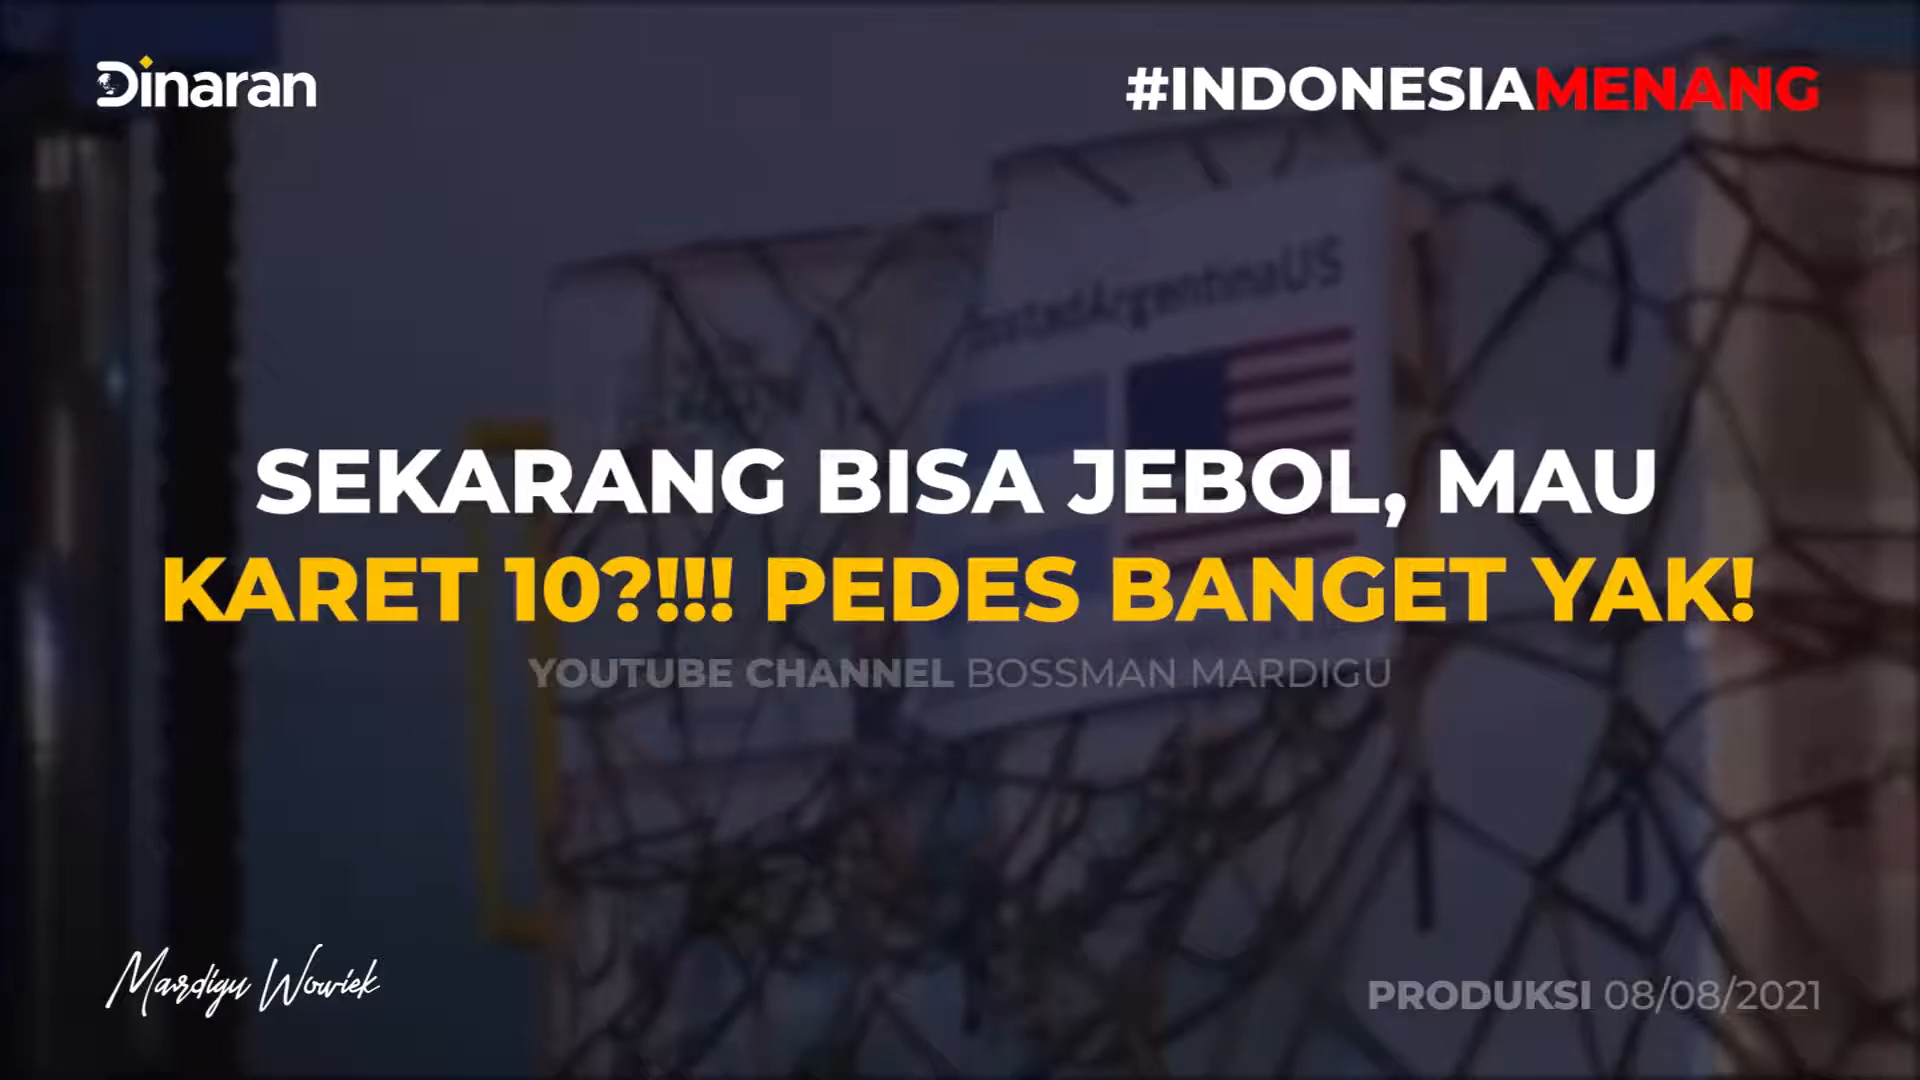 Dinaran
#INDONESIAMENANG
ArgentinaUS
SEKARANG BISA JEBOL, MAU
KARET 10?!!! PEDES BANGET YAK!
YOUTUBE CHANNEL BOSSMAN MARDIGU
Mardigu Wowiek
PRODUKSI 08/08/2021